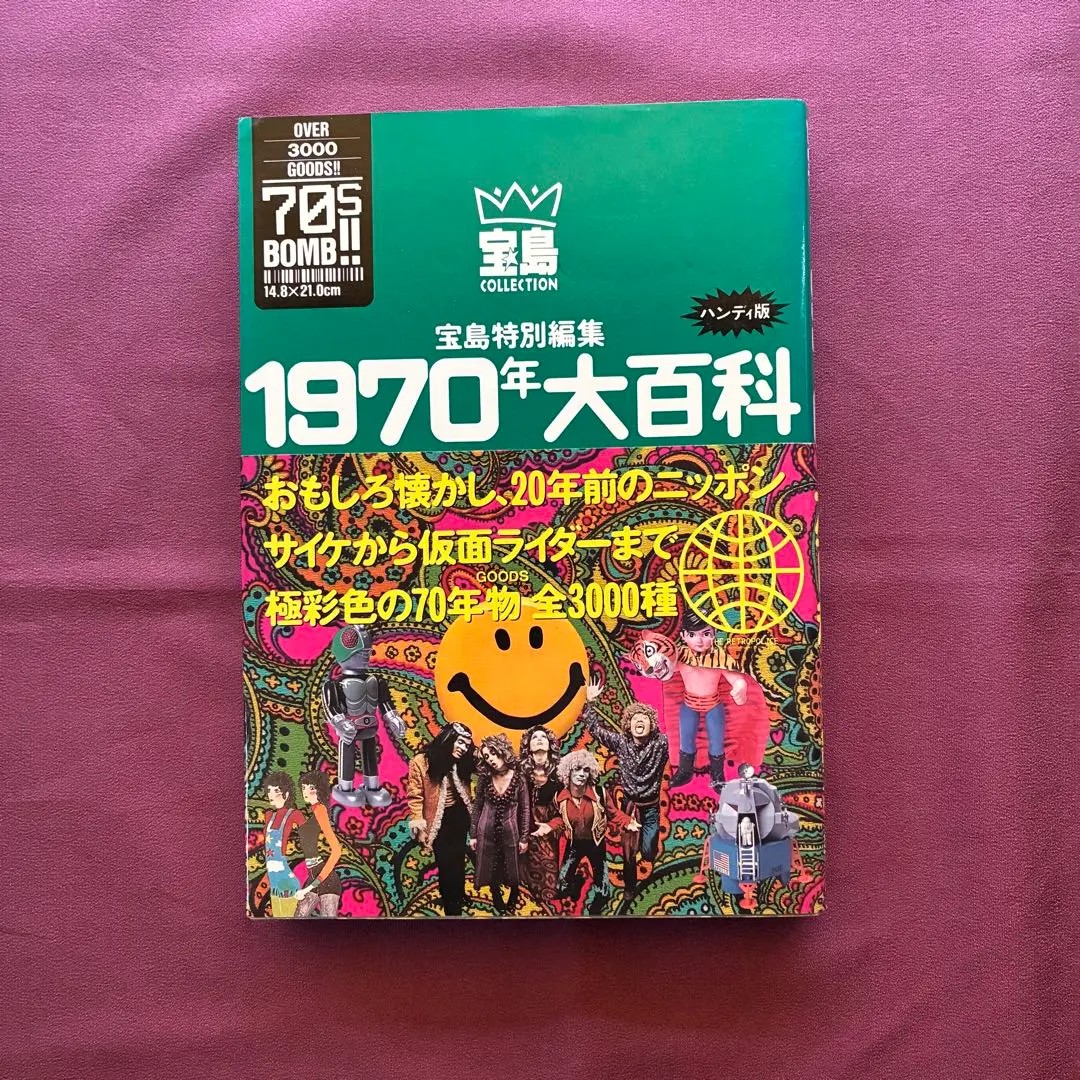 OVER
3000
GOODS!!
70S
BOMB!!
14.8×21.0cm
宝島
COLLECTION
ハンディ版
宝島特別編集
1970年大百科
おもしろ懐かし、20年前のニッポン
サイケから仮面ライダーまで
GOODS
極彩色の70年物 全3000種
THE RETROPOLICE